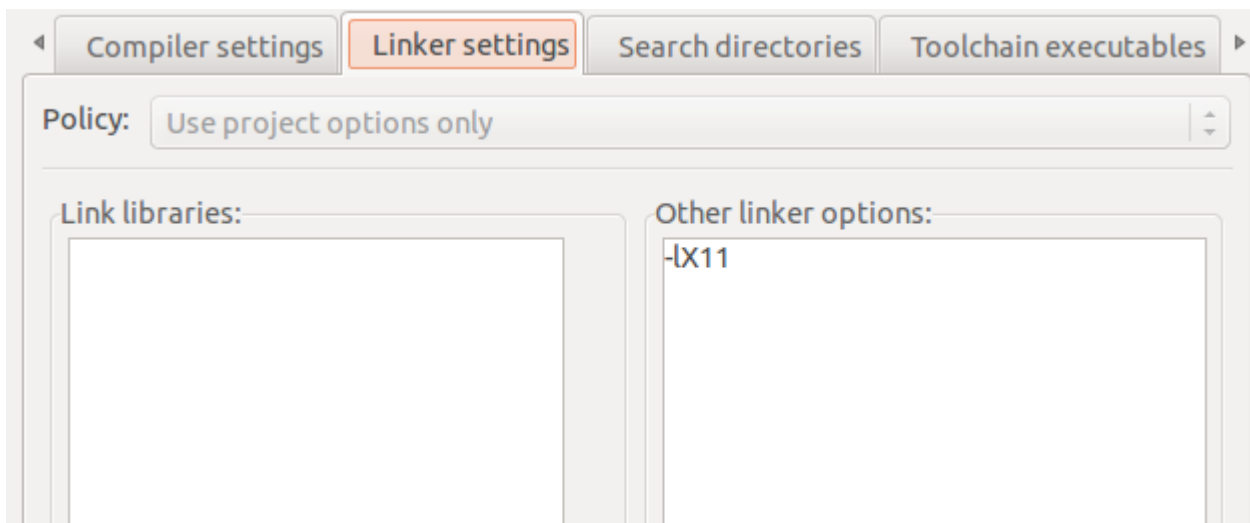 Compiler settings Linker settings Search directories Toolchain executables
Policy: Use project options only
Link libraries: Other linker options:
-lX11